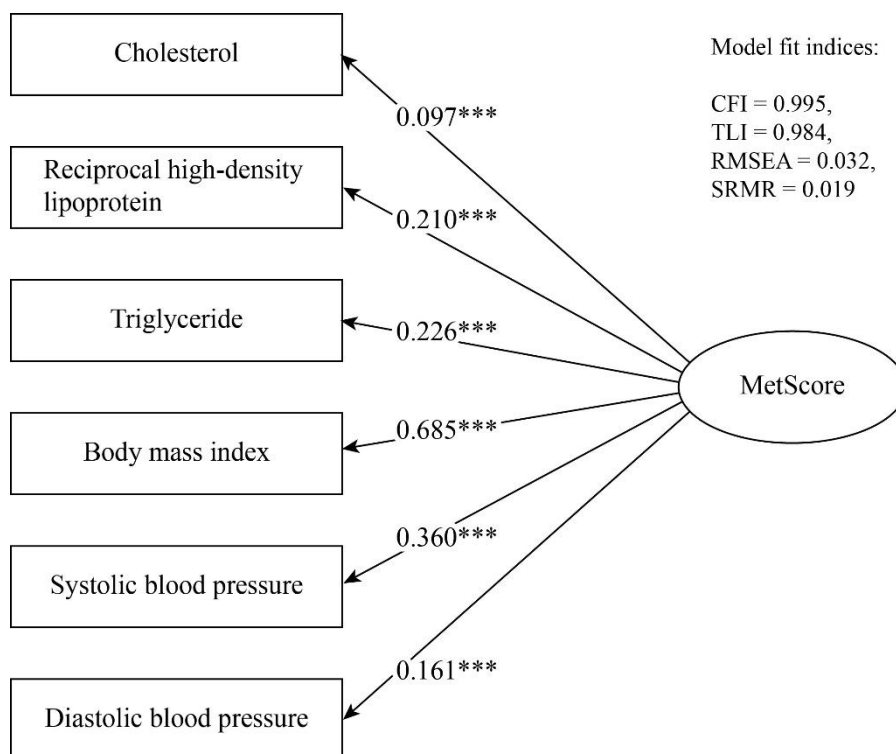 Cholesterol
Model fit indices:
CFI = 0.995,
TLI = 0.984,
RMSEA = 0.032,
SRMR = 0.019
0.097***
Reciprocal high-density
lipoprotein
0.210***
Triglyceride
0.226***
MetScore
Body mass index
0.685***
Systolic blood pressure
0.360***
Diastolic blood pressure
0.161***